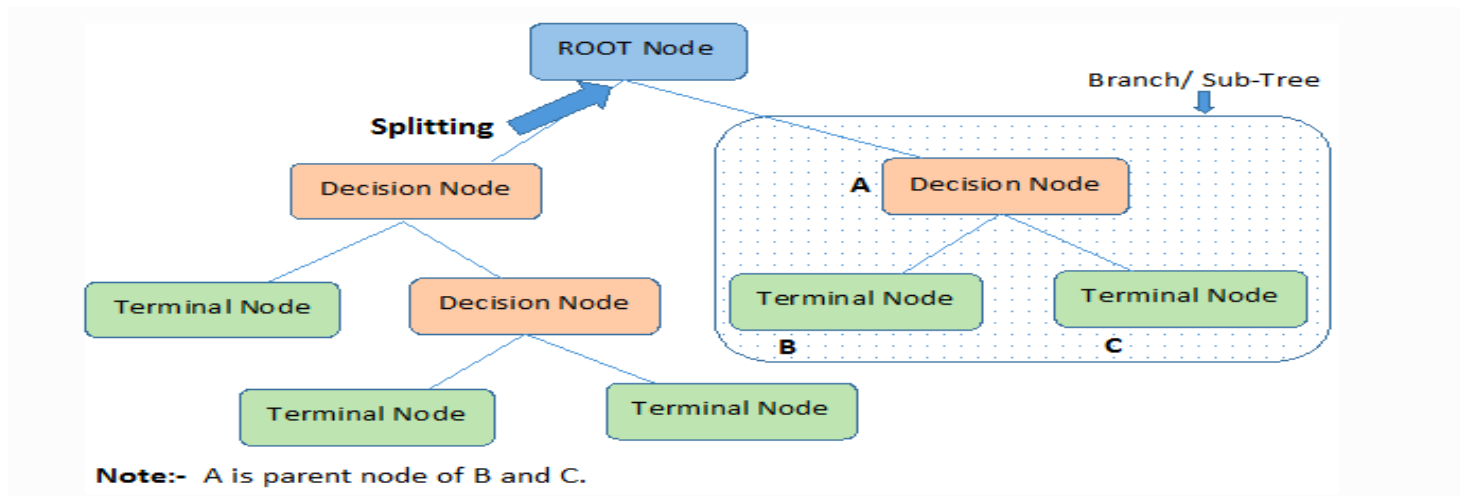 ROOT Node
Branch/ Sub-Tree
Splitting
Decision Node
A
Decision Node
Terminal Node
Decision Node
Terminal Node
Terminal Node
B
C
Terminal Node
Terminal Node
Note:- A is parent node of B and C.